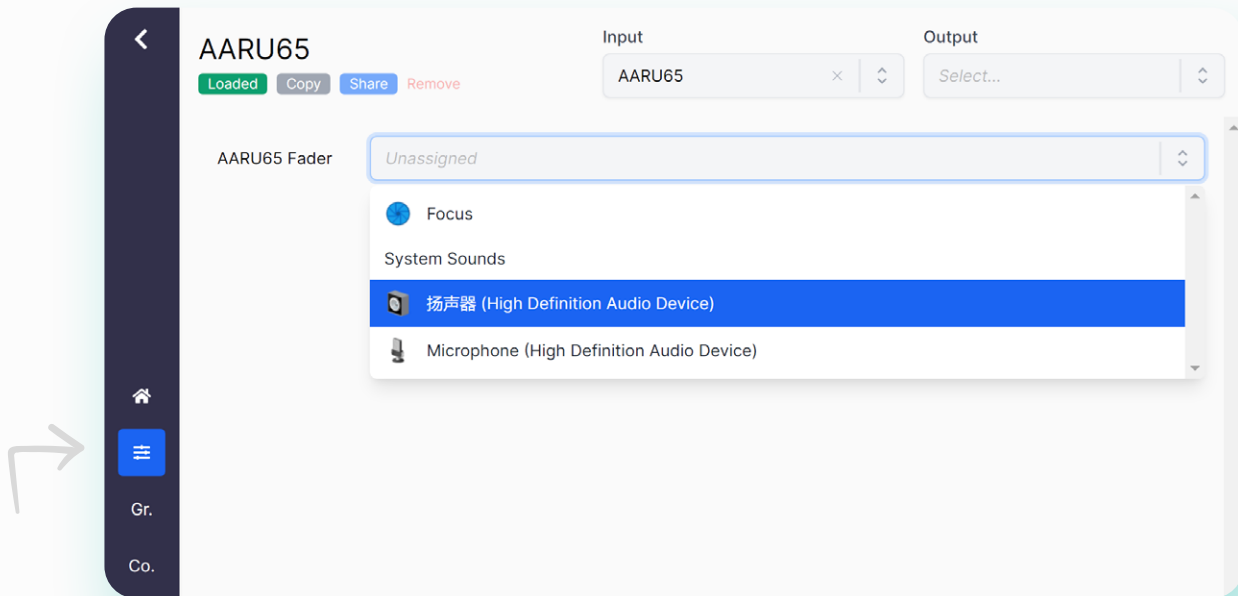 AARU65
Loaded Copy Share Remove
Input
AARU65
Output
Select...
AARU65 Fader
Unassigned
Focus
System Sounds
扬声器 (High Definition Audio Device)
Microphone (High Definition Audio Device)
Gr.
Co.